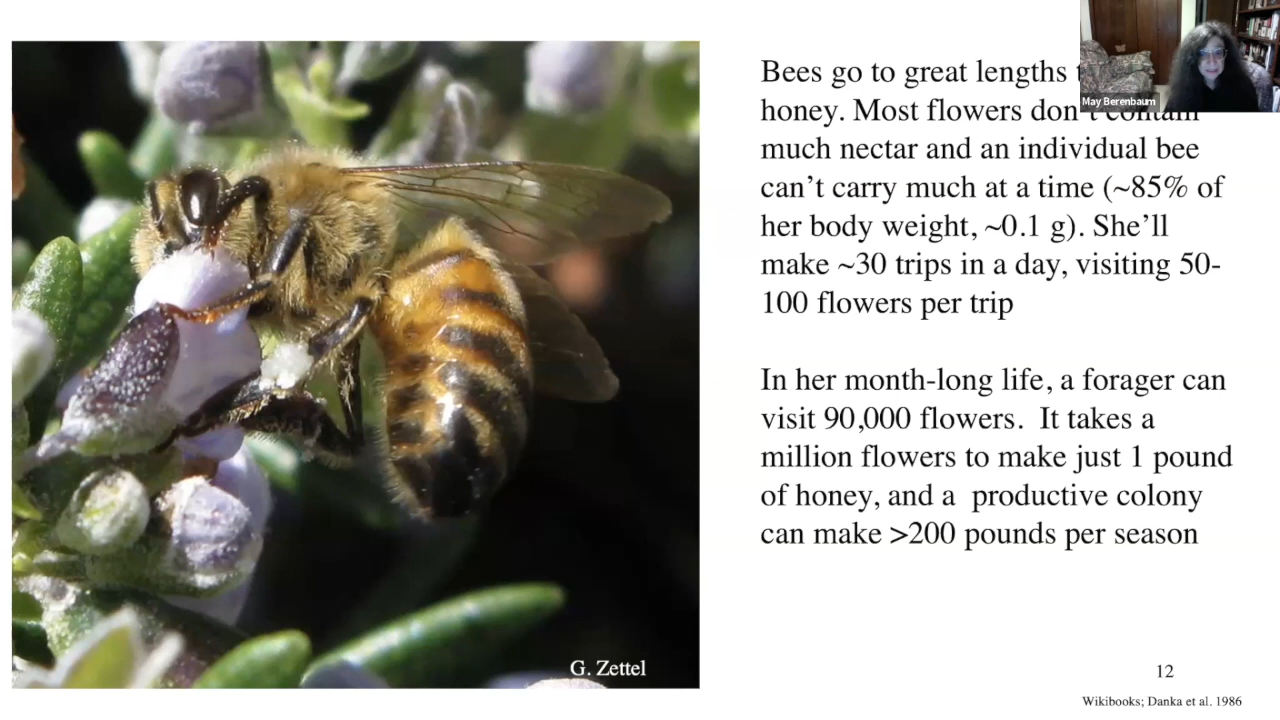 Bees go to great lengths
honey. Most flowers don't contain
much nectar and an individual bee
can't carry much at a time (~85% of
her body weight, ~0.1 g). She'll
make ~30 trips in a day, visiting 50-
100 flowers per trip
In her month-long life, a forager can
visit 90,000 flowers.  It takes a
million flowers to make just 1 pound
of honey, and a  productive colony
can make >200 pounds per season
May Berenbaum
G. Zettel
12
Wikibooks; Danka et al. 1986